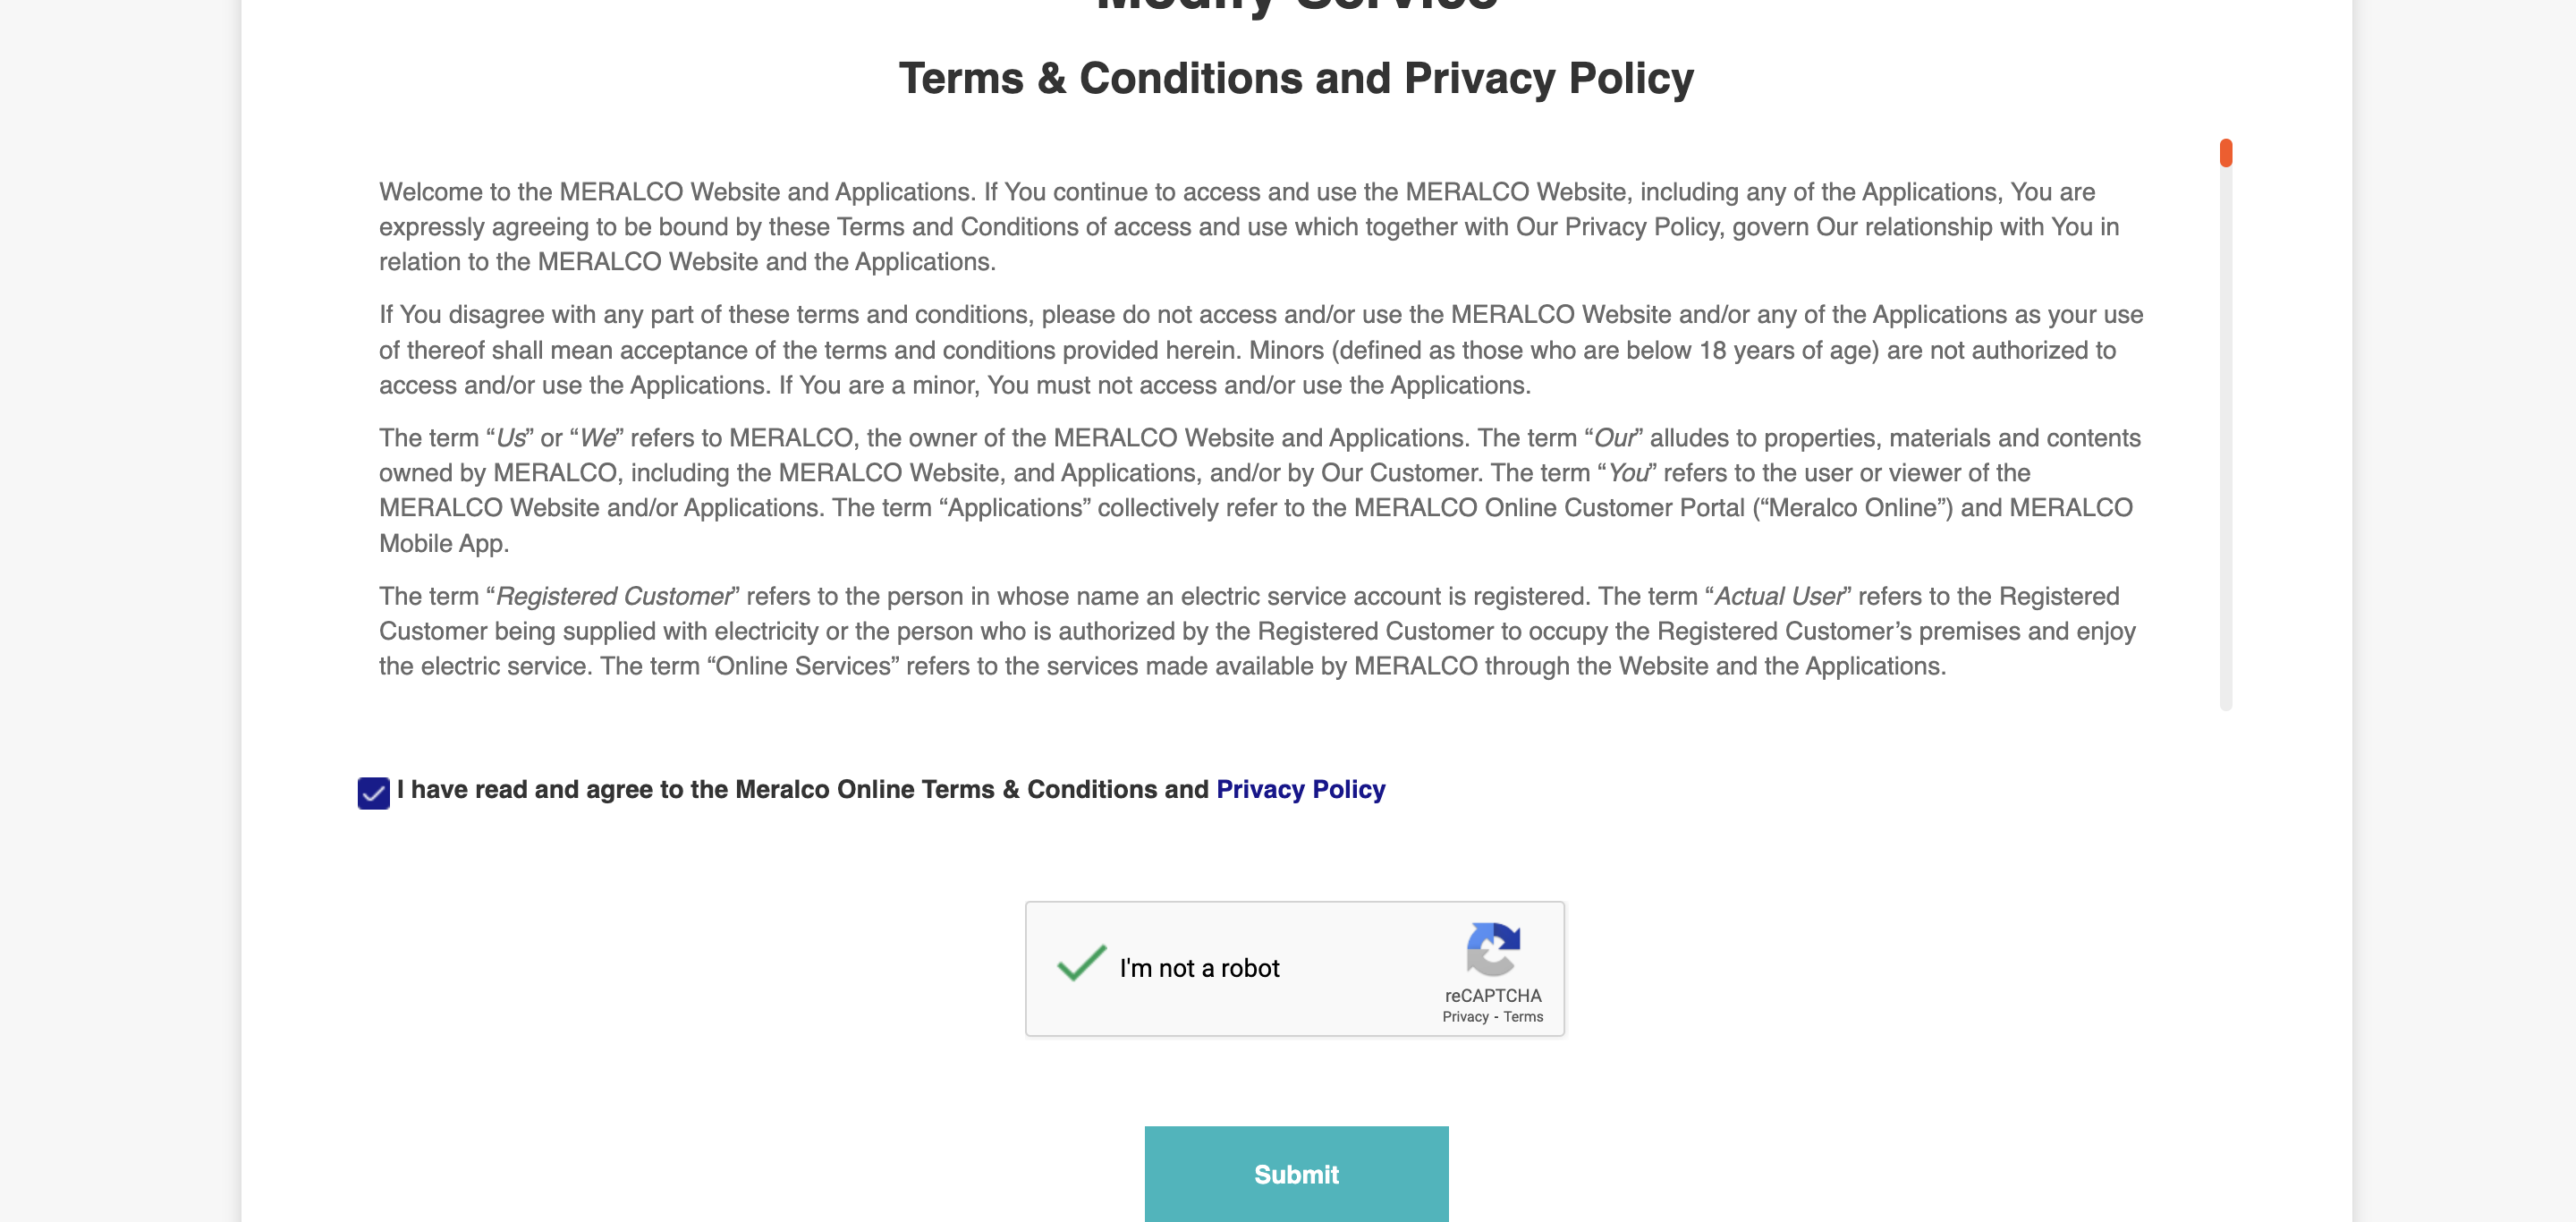 Modify Service
Terms & Conditions and Privacy Policy
Welcome to the MERALCO Website and Applications. If You continue to access and use the MERALCO Website, including any of the Applications, You are
expressly agreeing to be bound by these Terms and Conditions of access and use which together with Our Privacy Policy, govern Our relationship with You in
relation to the MERALCO Website and the Applications.
If You disagree with any part of these terms and conditions, please do not access and/or use the MERALCO Website and/or any of the Applications as your use
of thereof shall mean acceptance of the terms and conditions provided herein. Minors (defined as those who are below 18 years of age) are not authorized to
access and/or use the Applications. If You are a minor, You must not access and/or use the Applications.
The term “Us” or “We” refers to MERALCO, the owner of the MERALCO Website and Applications. The term “Our” alludes to properties, materials and contents
owned by MERALCO, including the MERALCO Website, and Applications, and/or by Our Customer. The term “You” refers to the user or viewer of the
MERALCO Website and/or Applications. The term “Applications” collectively refer to the MERALCO Online Customer Portal (“Meralco Online”) and MERALCO
Mobile App.
The term “Registered Customer” refers to the person in whose name an electric service account is registered. The term “Actual User” refers to the Registered
Customer being supplied with electricity or the person who is authorized by the Registered Customer to occupy the Registered Customer’s premises and enjoy
the electric service. The term “Online Services” refers to the services made available by MERALCO through the Website and the Applications.
I have read and agree to the Meralco Online Terms & Conditions and Privacy Policy
I'm not a robot
reCAPTCHA
Privacy - Terms
Submit